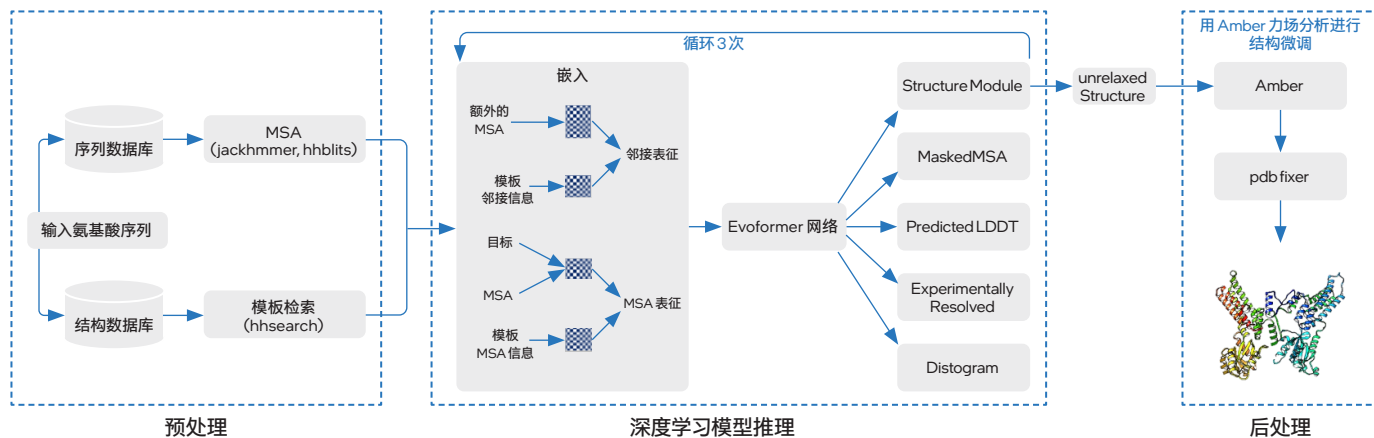 序列数据库
MSA
(jackhmmer, hhblits)
输入氨基酸序列
结构数据库
模板检索
(hhsearch)
预处理
循环3次
嵌入
额外的
MSA
邻接表征
模板
邻接信息
目标
MSA
MSA 表征
模板
MSA 信息
Evoformer 网络
Structure Module
MaskedMSA
Predicted LDDT
Experimentally
Resolved
Distogram
深度学习模型推理
unrelaxed
Structure
用 Amber 力场分析进行
结构微调
Amber
pdb fixer
后处理